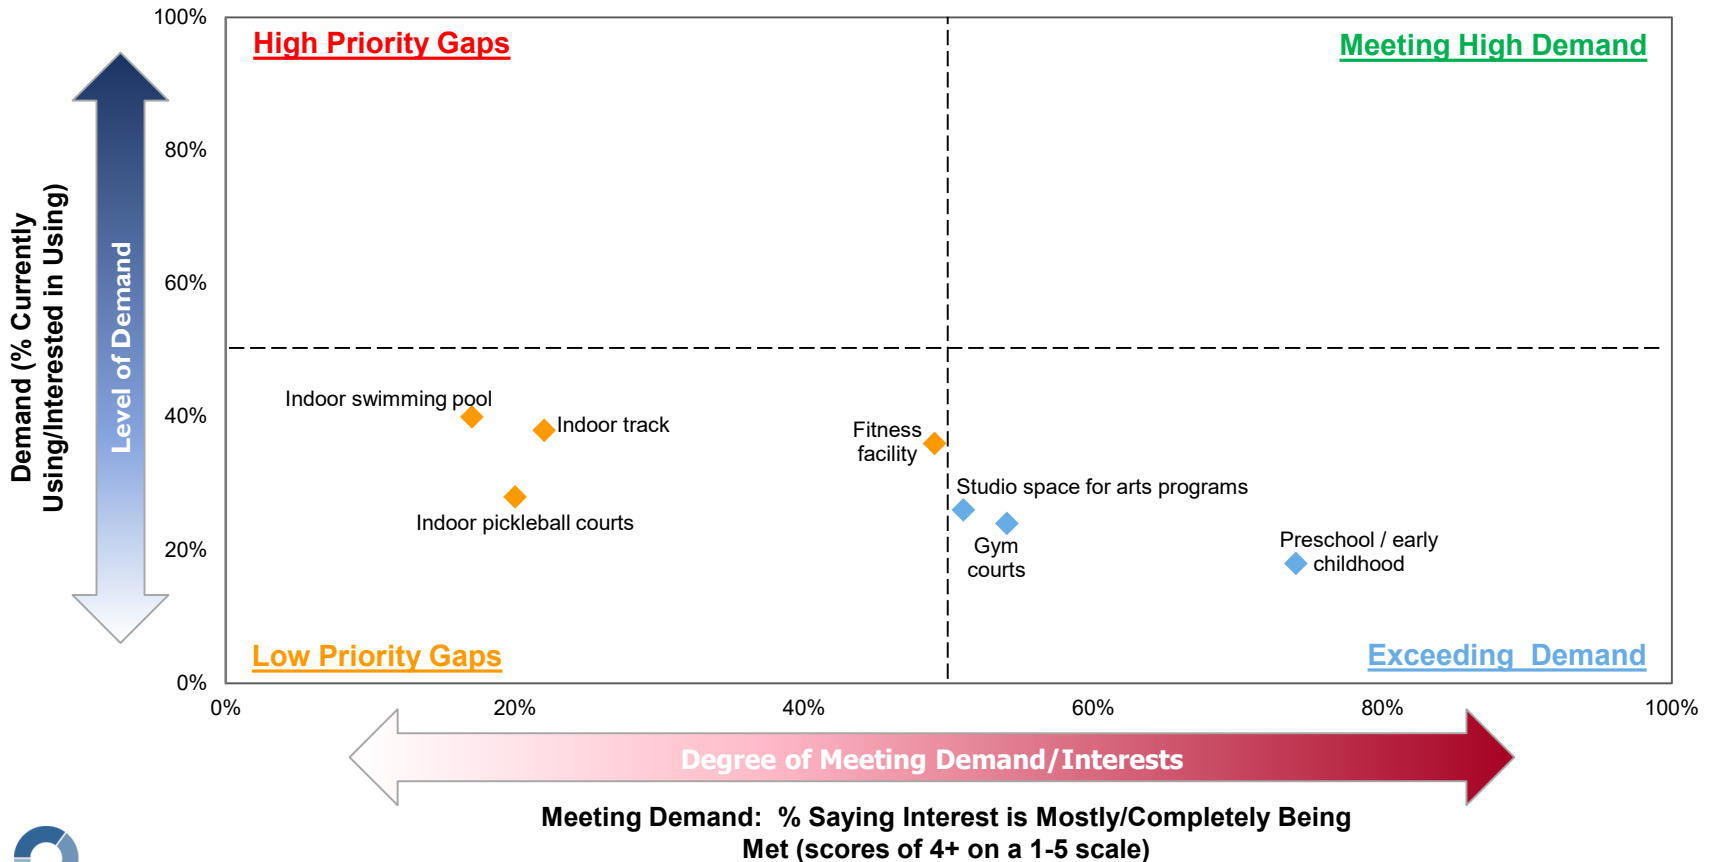 100%
High Priority Gaps
Meeting High Demand
80%
60%
40%
20%
0%
Demand (% Currently
Using/Interested in Using)
Level of Demand
Indoor swimming pool
Indoor track
Indoor pickleball courts
Fitness
facility
Studio space for arts programs
Gym
courts
Preschool / early
childhood
Low Priority Gaps
Exceeding Demand
0%
20%
40%
60%
80%
100%
Degree of Meeting Demand/Interests
Meeting Demand: % Saying Interest is Mostly/Completely Being
Met (scores of 4+ on a 1-5 scale)